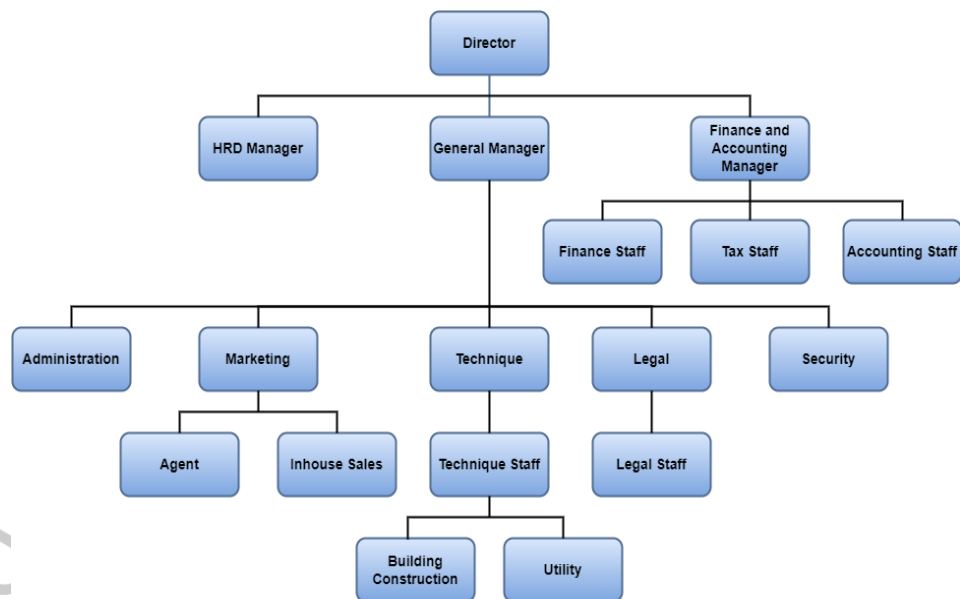 Director
HRD Manager
General Manager
Finance and
Accounting
Manager
Finance Staff
Tax Staff
Accounting Staff
Administration
Marketing
Technique
Legal
Security
Agent
Inhouse Sales
Technique Staff
Legal Staff
Building
Construction
Utility